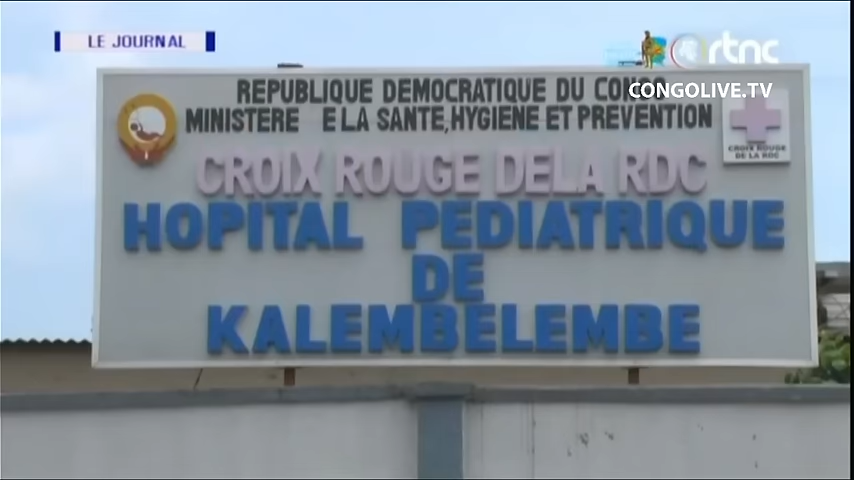 LE JOURNAL
rtnc
CONGOLIVE.TV
REPUBLIQUE DEMOCRATIQUE DU CONGO
MINISTERE E LA SANTE, HYGIENE ET PREVENTION
CROIX ROUGE DELA RDC
CROIX ROUGE
DE LA RDC
HOPITAL PEDIATRIQUE
DE
KALEMBELEMBE